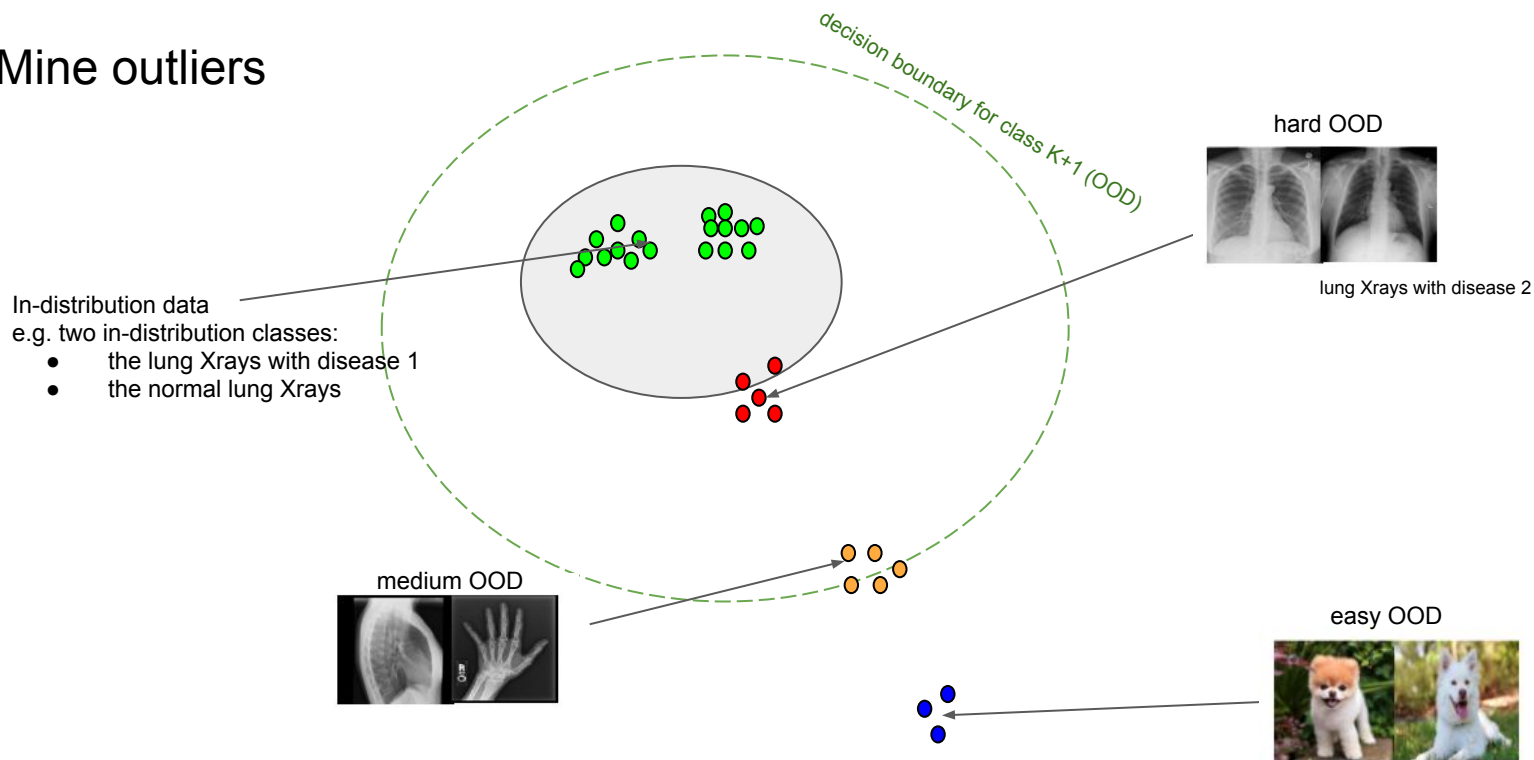 Mine outliers
decision boundary for class K+1 (OOD)
hard OOD
lung Xrays with disease 2
In-distribution data
e.g. two in-distribution classes:
● the lung Xrays with disease 1
● the normal lung Xrays
medium OOD
easy OOD